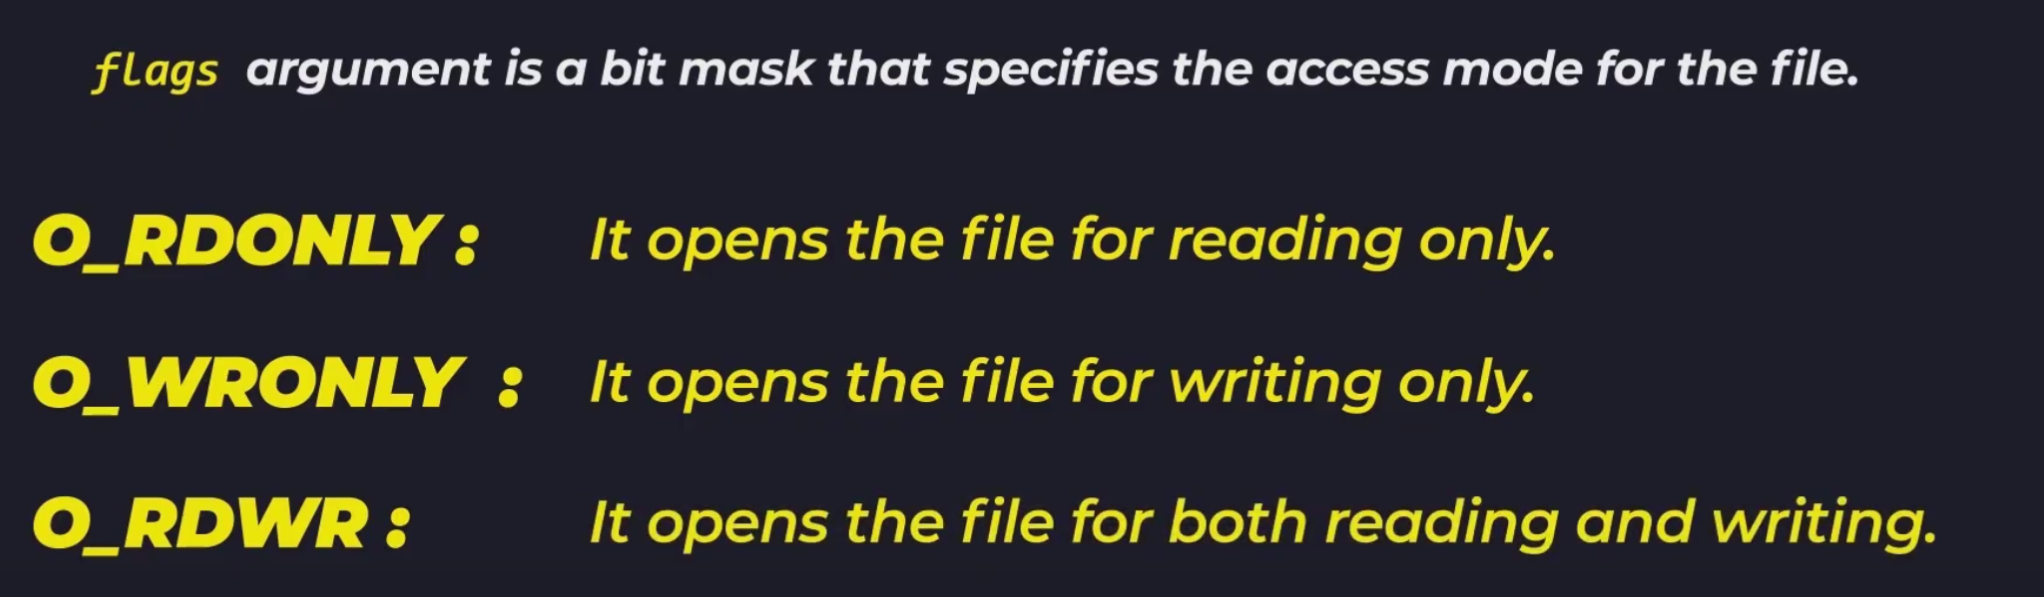 flags argument is a bit mask that specifies the access mode for the file.
O_RDONLY : It opens the file for reading only.
O_WRONLY : It opens the file for writing only.
O_RDWR : It opens the file for both reading and writing.